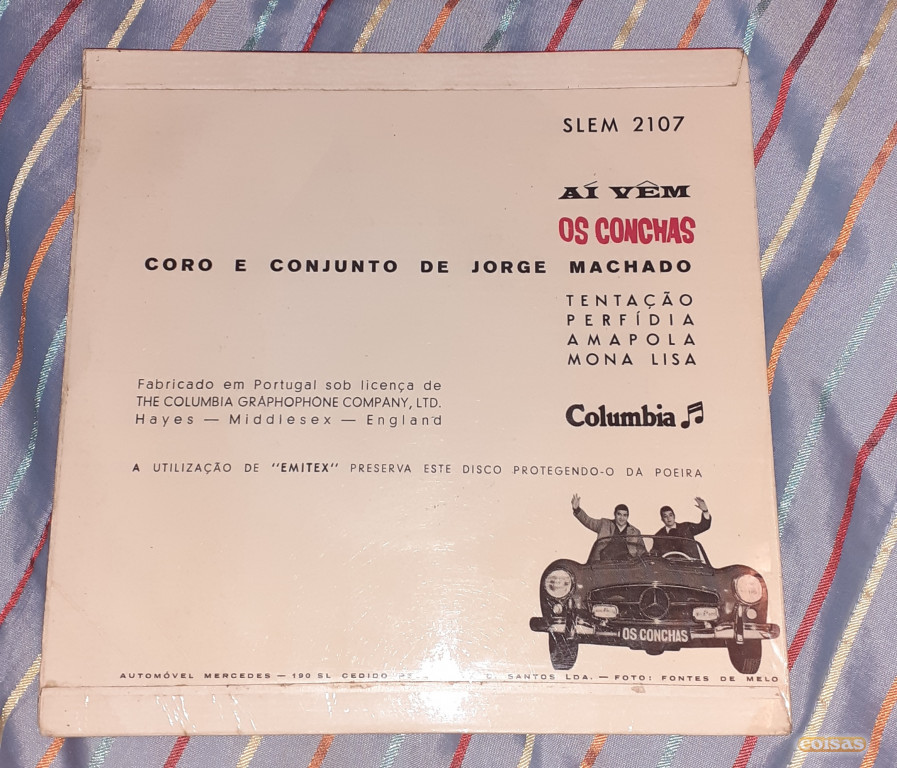 SLEM 2107
AÍ VÊM
OS CONCHAS
CORO E CONJUNTO DE JORGE MACHADO
TENTAÇÃO
PERFÍDIA
AMAPOLA
MONA LISA
Fabricado em Portugal sob licença de
THE COLUMBIA GRAPHOPHONE COMPANY, LTD.
Hayes — Middlesex — England
Columbia
A UTILIZAÇÃO DE "EMITEX" PRESERVA ESTE DISCO PROTEGENDO-O DA POEIRA
OS CONCHAS
AUTOMÓVEL MERCEDES — 190 SL CEDIDO SANTOS LDA. — FOTO: FONTES DE MELO
coisas